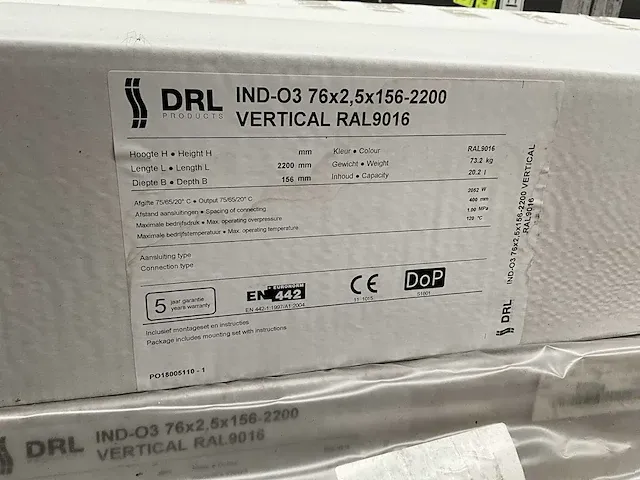 DRL
PRODUCTS
IND-O3 76x2,5x156-2200
VERTICAL RAL9016
Hoogte H • Height H mm
Lengte L • Length L 2200 mm
Diepte B • Depth B 156 mm
Kleur • Colour RAL9016
Gewicht • Weight 73.2 kg
Inhoud • Capacity 20.2 l
Afgifte 75/65/20° C • Output 75/65/20° C 2052 W
Afstand aansluitingen • Spacing of connecting 400 mm
Maximale bedrijfsdruk • Max. operating overpressure 1.00 MPa
Maximale bedrijfstemperatuur • Max. operating temperature 120 °C
Aansluiting type
Connection type
5 jaar garantie
years warranty
EURONORM
EN 442
EN 442-1:1997/A1:2004
CE
11-1015
DoP
51001
Inclusief montageset en instructies
Package includes mounting set with instructions
PO18005110 - 1
DRL
IND-O3 76x2,5x156-2200 VERTICAL
RAL9016
DRL
PRODUCTS
IND-O3 76x2,5x156-2200
VERTICAL RAL9016